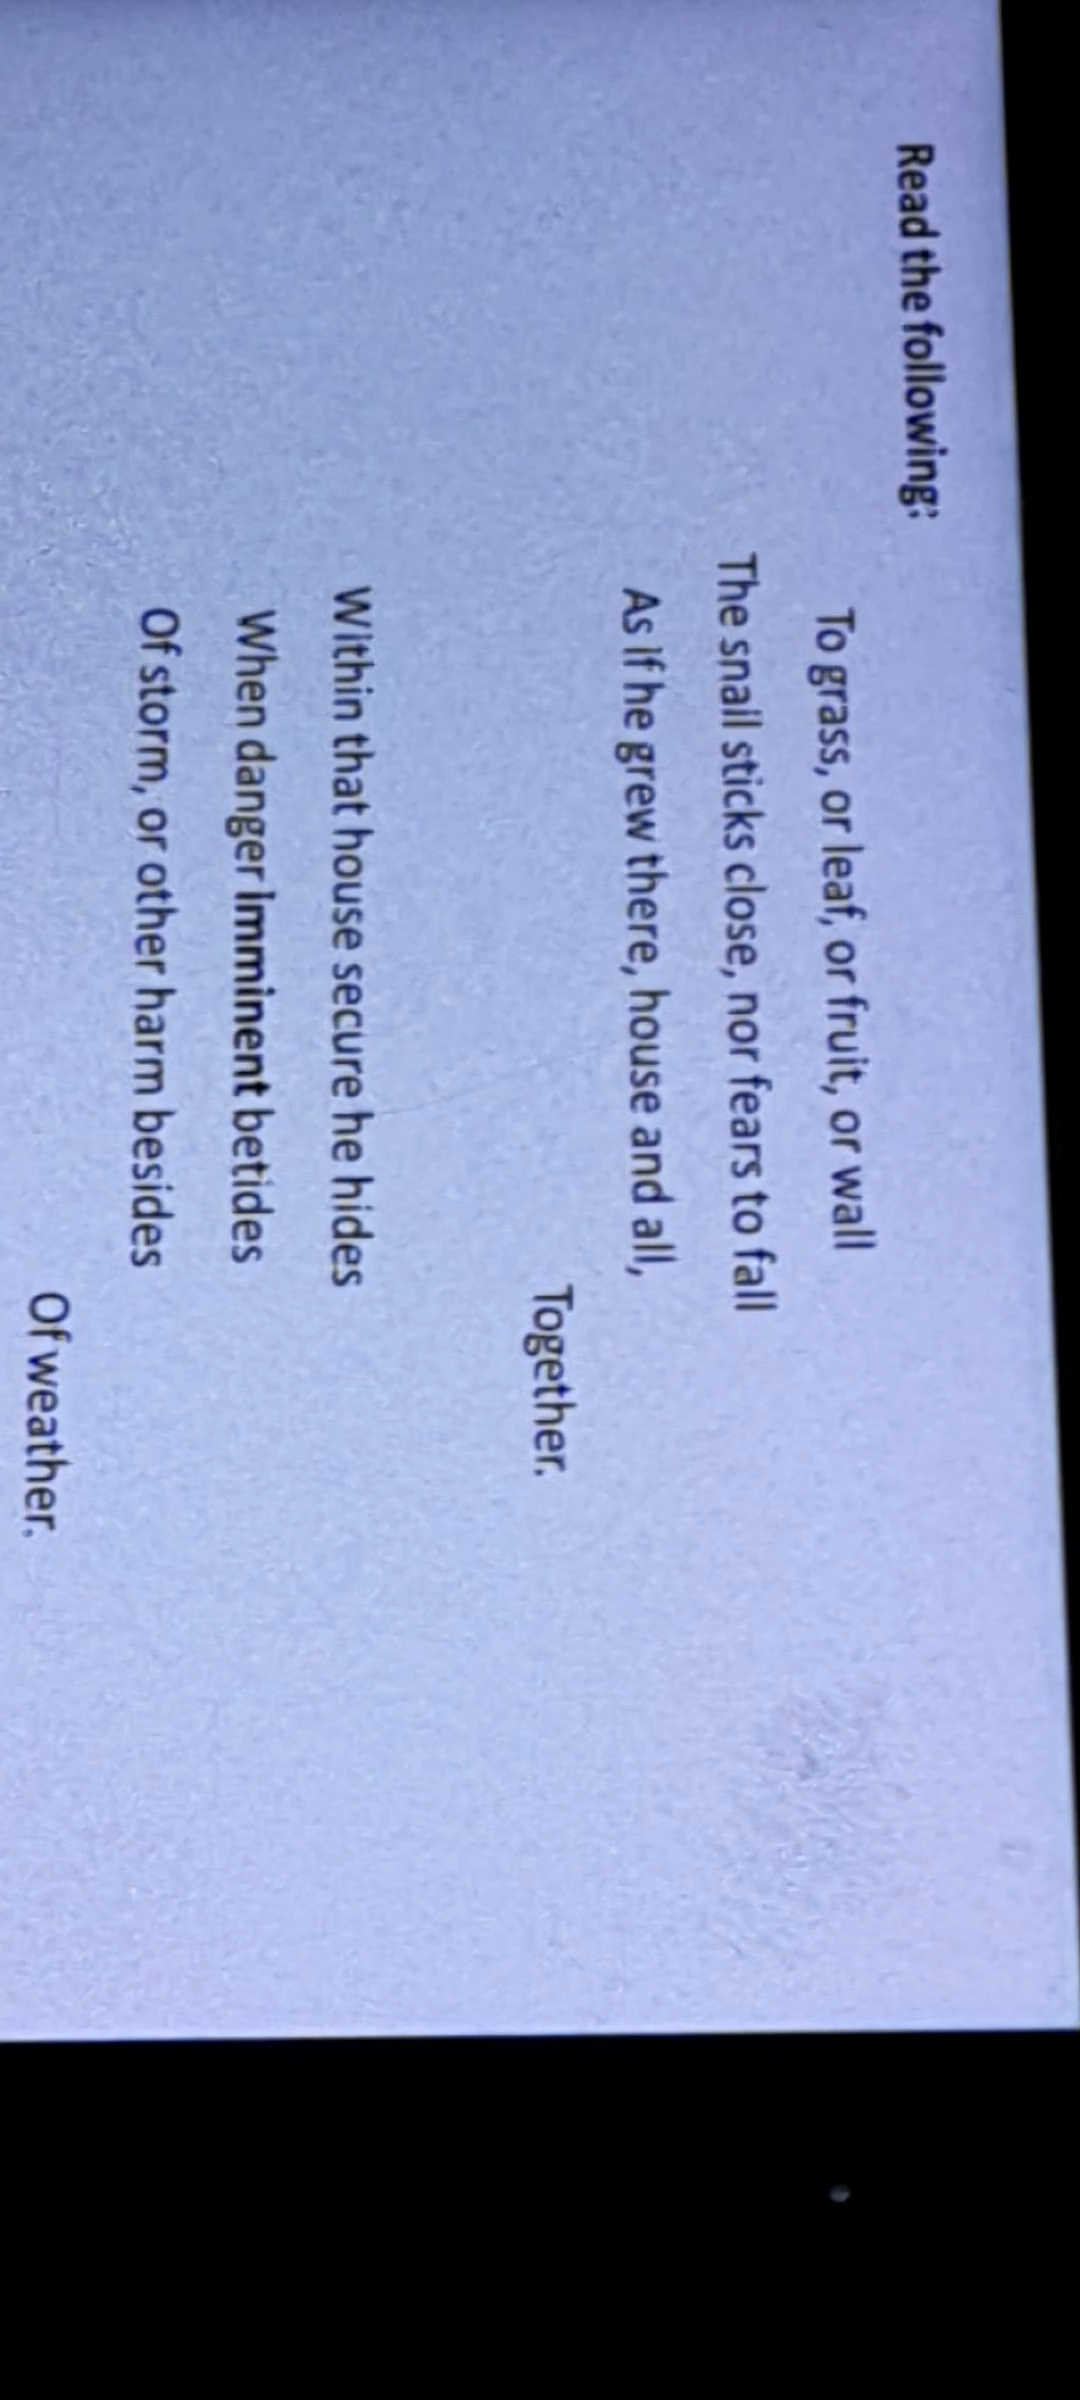 Read the following:
To grass, or leaf, or fruit, or wall
The snail sticks close, nor fears to fall
As if he grew there, house and all,
Together.
Within that house secure he hides
When danger imminent betides
Of storm, or other harm besides
Of weather.